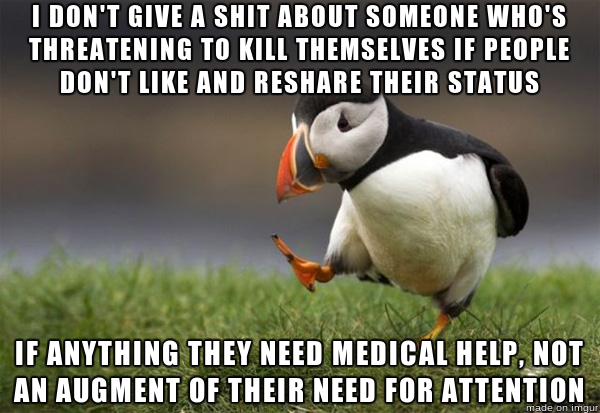 I DON'T GIVE A SHIT ABOUT SOMEONE WHO'S
THREATENING TO KILL THEMSELVES IF PEOPLE
DON'T LIKE AND RESHARE THEIR STATUS
IF ANYTHING THEY NEED MEDICAL HELP, NOT
AN AUGMENT OF THEIR NEED FOR ATTENTION
made on imgur